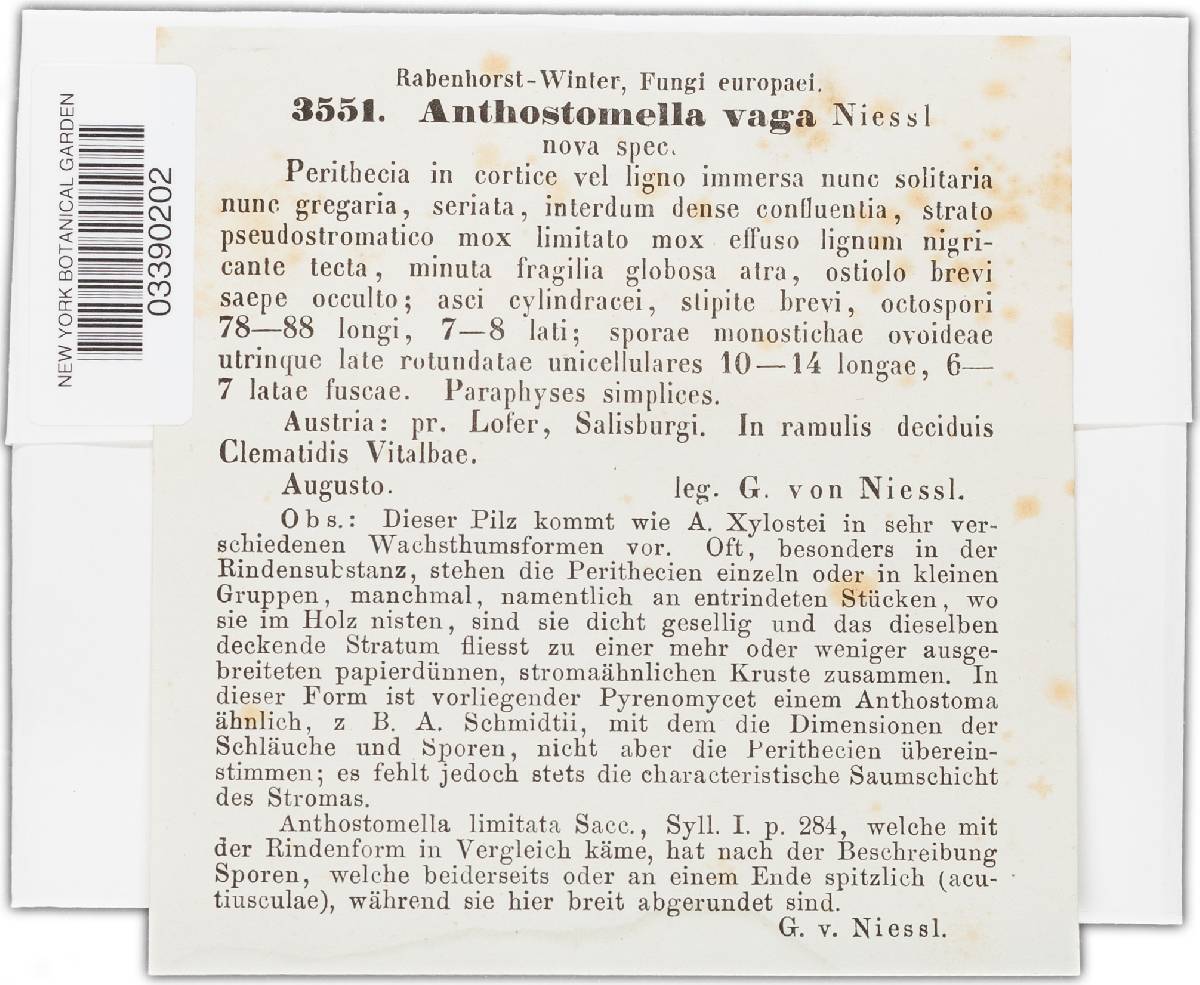 NEW YORK BOTANICAL GARDEN
03390202
Rabenhorst-Winter, Fungi europaei.
3551. Anthostomella vaga Niessl
nova spec.
Perithecia in cortice vel ligno immersa nunc solitaria
nunc gregaria, seriata, interdum dense confluentia, strato
pseudostromatico mox limitato mox effuso lignum nigri-
cante tecta, minuta fragilia globosa atra, ostiolo brevi
saepe occulto; asci cylindracei, stipite brevi, octospori
78—88 longi, 7—8 lati; sporae monostichae ovoideae
utrinque late rotundatae unicellulares 10—14 longae, 6—
7 latae fuscae. Paraphyses simplices.
Austria: pr. Lofer, Salisburgi. In ramulis deciduis
Clematidis Vitalbae.
Augusto. leg. G. von Niessl.
Obs.: Dieser Pilz kommt wie A. Xylostei in sehr ver-
schiedenen Wachsthumsformen vor. Oft, besonders in der
Rindensubstanz, stehen die Perithecien einzeln oder in kleinen
Gruppen, manchmal, namentlich an entrindeten Stücken, wo
sie im Holz nisten, sind sie dicht gesellig und das dieselben
deckende Stratum fliesst zu einer mehr oder weniger ausge-
breiteten papierdünnen, stromaähnlichen Kruste zusammen. In
dieser Form ist vorliegender Pyrenomycet einem Anthostoma
ähnlich, z B. A. Schmidtii, mit dem die Dimensionen der
Schläuche und Sporen, nicht aber die Perithecien überein-
stimmen; es fehlt jedoch stets die characteristische Saumschicht
des Stromas.
Anthostomella limitata Sacc., Syll. I. p. 284, welche mit
der Rindenform in Vergleich käme, hat nach der Beschreibung
Sporen, welche beiderseits oder an einem Ende spitzlich (acu-
tiusculae), während sie hier breit abgerundet sind.
G. v. Niessl.